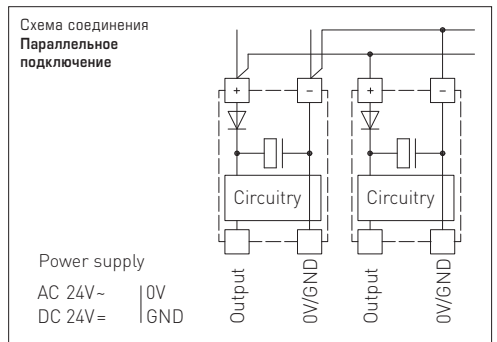 Схема соединения
Параллельное
подключение
+ − + −
Circuitry Circuitry
Power supply
AC 24V~ 0V
DC 24V= GND
Output 0V/GND Output 0V/GND